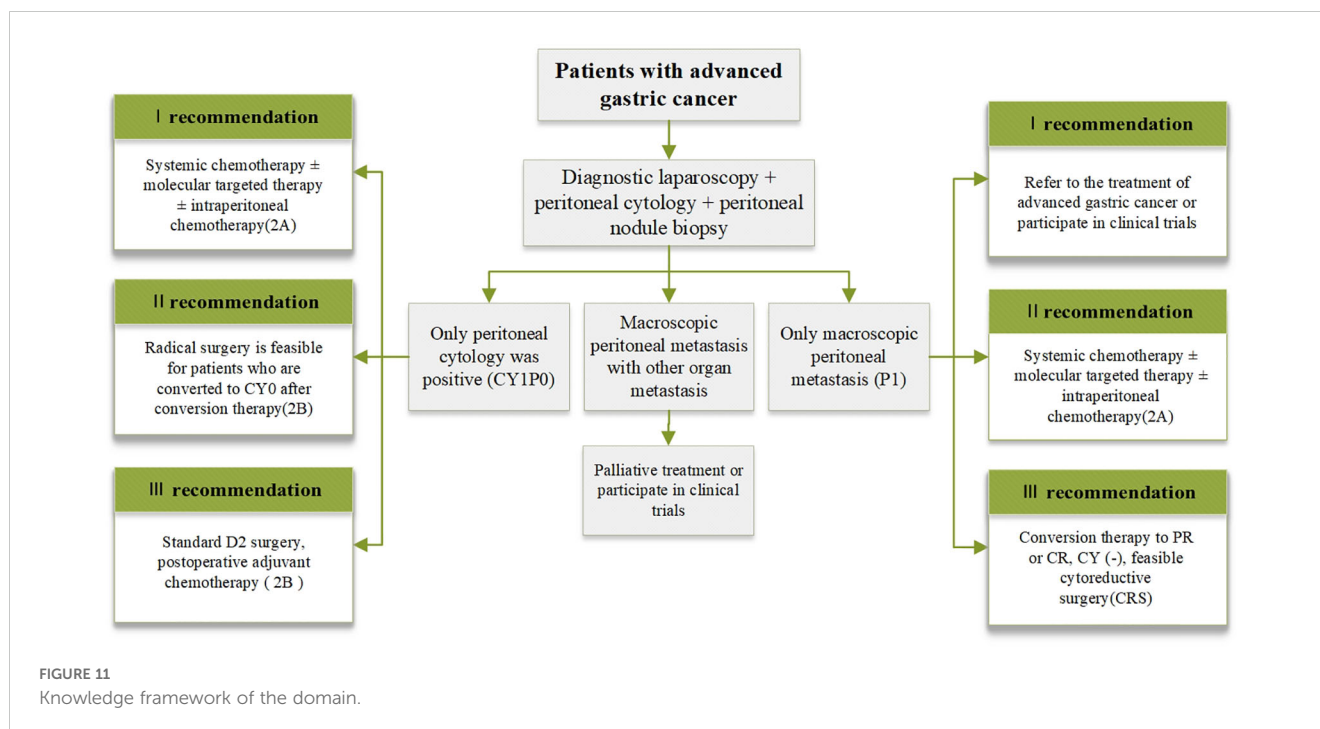 Patients with advanced
gastric cancer
Diagnostic laparoscopy +
peritoneal cytology + peritoneal
nodule biopsy
Only peritoneal
cytology was
positive (CY1P0)
Macroscopic
peritoneal metastasis
with other organ
metastasis
Only macroscopic
peritoneal
metastasis (P1)
Palliative treatment or
participate in clinical
trials
Ⅰ recommendation
Systemic chemotherapy ±
molecular targeted therapy
± intraperitoneal
chemotherapy(2A)
Ⅱ recommendation
Radical surgery is feasible
for patients who are
converted to CY0 after
conversion therapy(2B)
Ⅲ recommendation
Standard D2 surgery,
postoperative adjuvant
chemotherapy ( 2B )
Ⅰ recommendation
Refer to the treatment of
advanced gastric cancer or
participate in clinical trials
Ⅱ recommendation
Systemic chemotherapy ±
molecular targeted therapy ±
intraperitoneal
chemotherapy(2A)
Ⅲ recommendation
Conversion therapy to PR
or CR, CY (-), feasible
cytoreductive
surgery(CRS)
FIGURE 11
Knowledge framework of the domain.